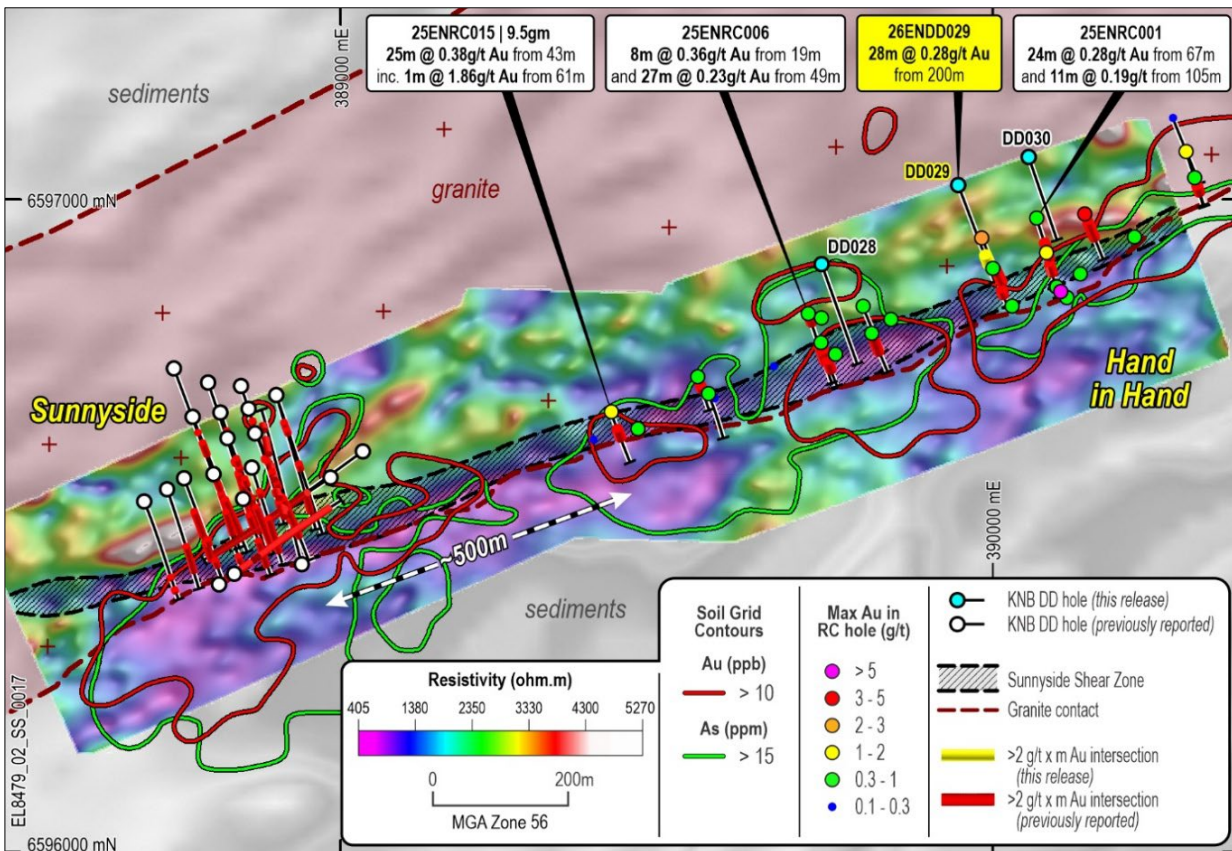 25ENRC015 | 9.5gm
25m @ 0.38g/t Au from 43m
inc. 1m @ 1.86g/t Au from 61m
25ENRC006
8m @ 0.36g/t Au from 19m
and 27m @ 0.23g/t Au from 49m
26ENDD029
28m @ 0.28g/t Au
from 200m
25ENRC001
24m @ 0.28g/t Au from 67m
and 11m @ 0.19g/t from 105m
389000 mE
sediments
6597000 mN
granite
DD029
DD030
DD028
Sunnyside
Hand
in Hand
390000 mE
~500m
sediments
EL8479_02_SS_0017
6596000 mN
Resistivity (ohm.m)
405 1380 2350 3330 4300 5270
0 200m
MGA Zone 56
Soil Grid
Contours
Au (ppb)
> 10
As (ppm)
> 15
Max Au in
RC hole (g/t)
> 5
3 - 5
2 - 3
1 - 2
0.3 - 1
0.1 - 0.3
KNB DD hole (this release)
KNB DD hole (previously reported)
Sunnyside Shear Zone
Granite contact
>2 g/t x m Au intersection
(this release)
>2 g/t x m Au intersection
(previously reported)